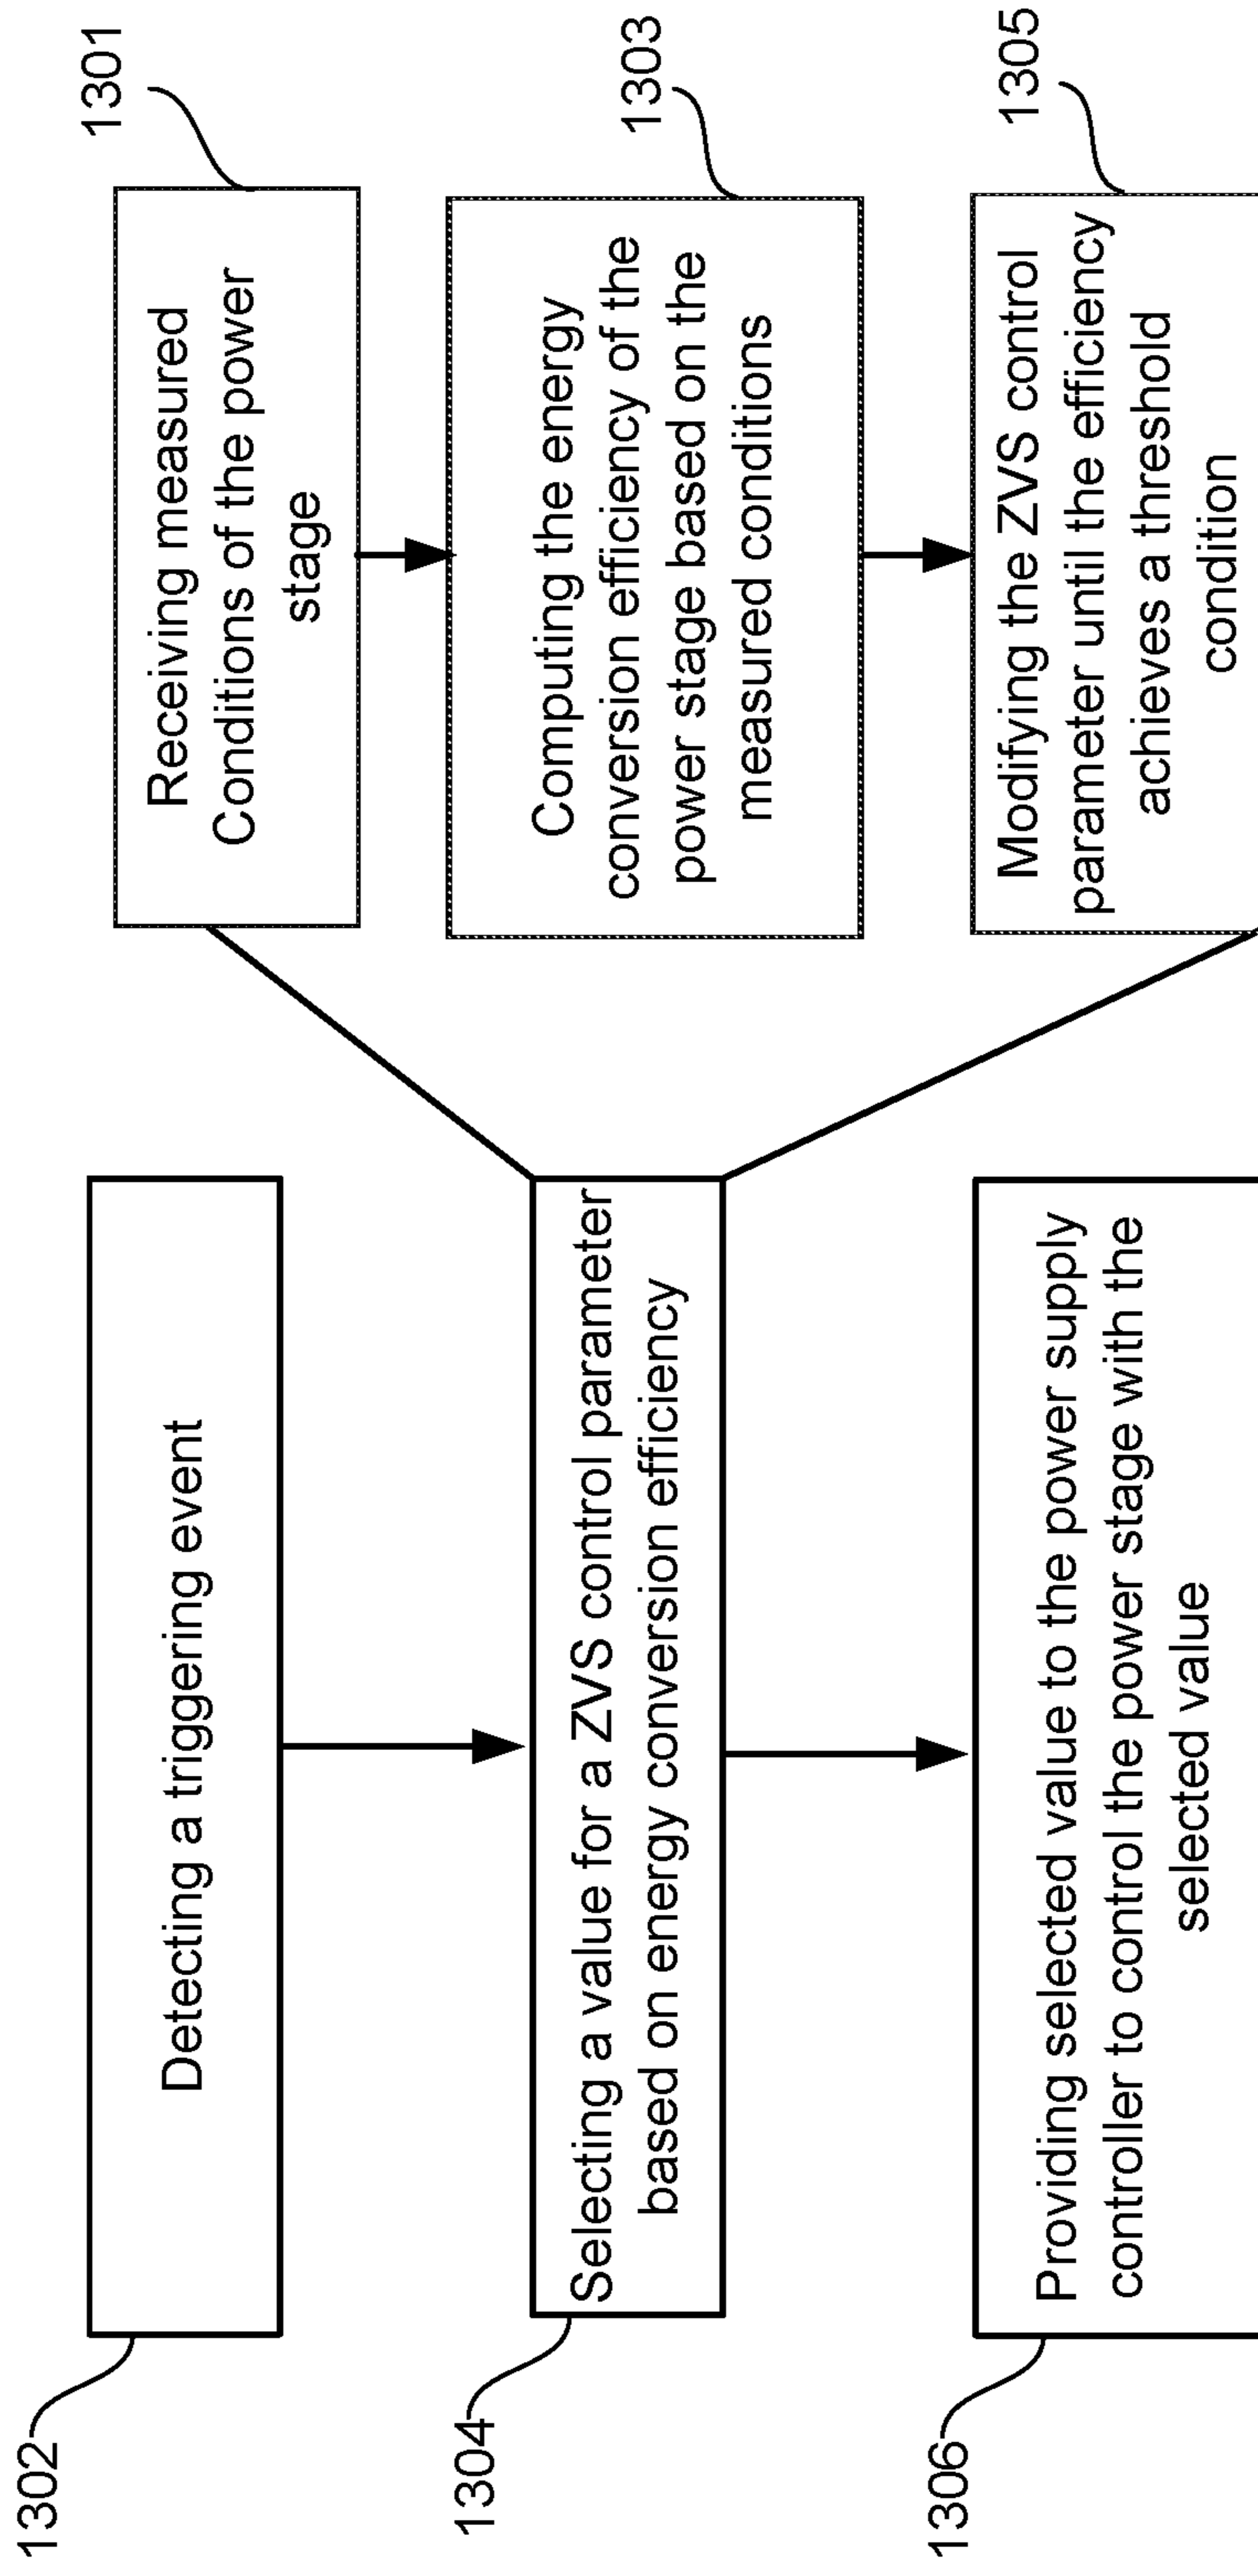 1302
Detecting a triggering event
1304
Selecting a value for a ZVS control parameter
based on energy conversion efficiency
1306
Providing selected value to the power supply
controller to control the power stage with the
selected value
1301
Receiving measured
Conditions of the power
stage
1303
Computing the energy
conversion efficiency of the
power stage based on the
measured conditions
1305
Modifying the ZVS control
parameter until the efficiency
achieves a threshold
condition